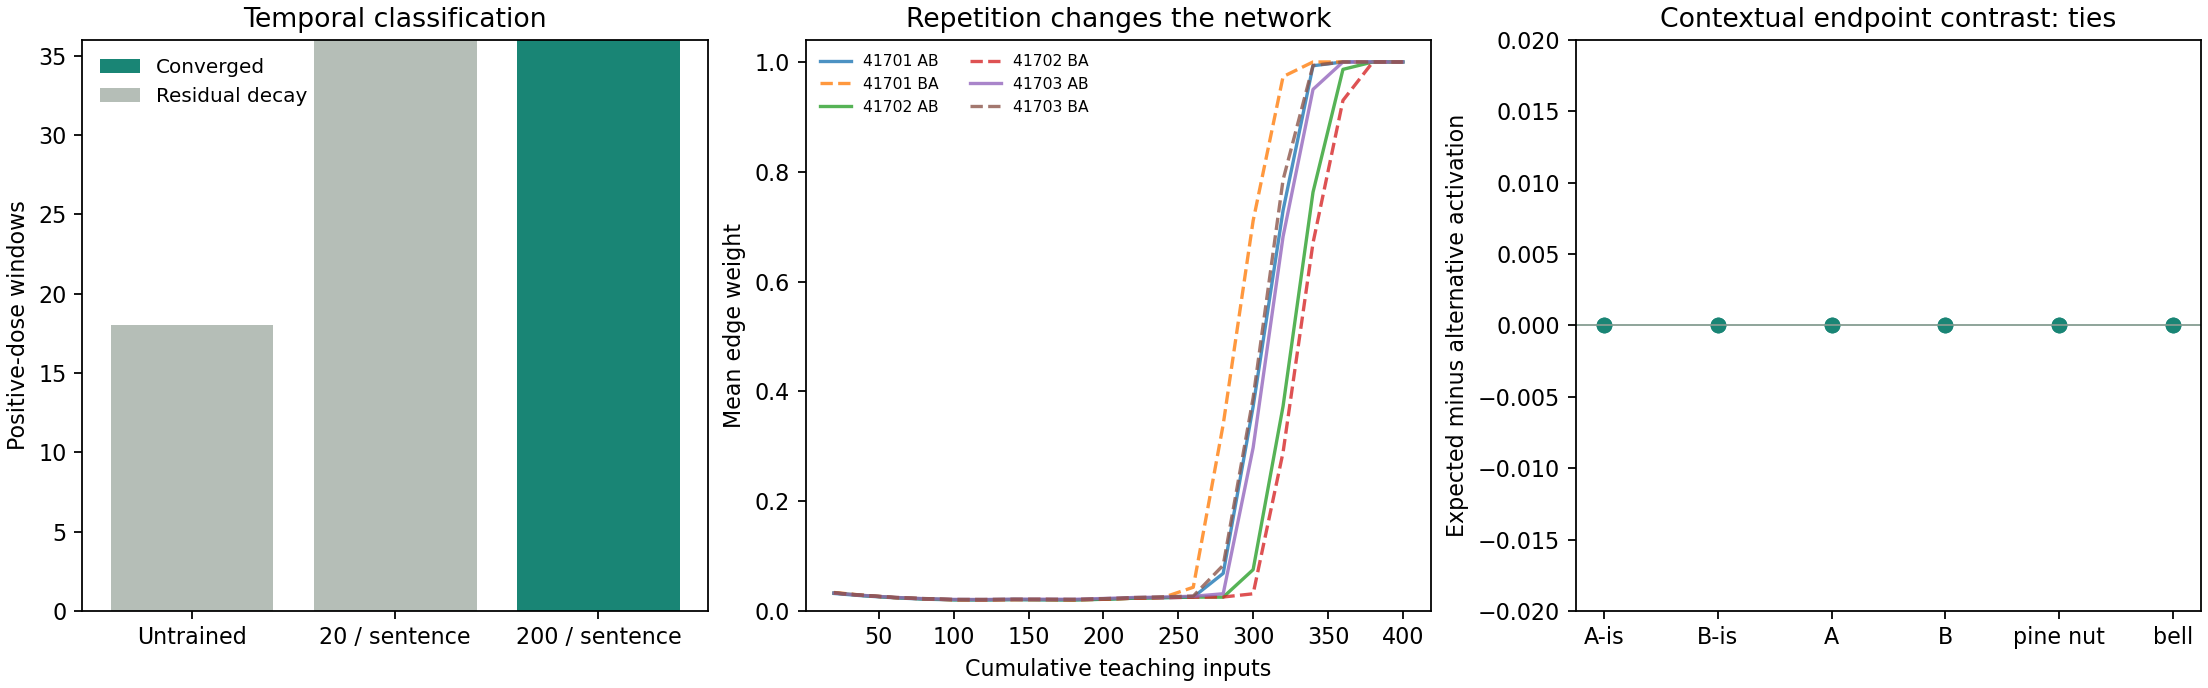 Temporal classification
Positive-dose windows
35
30
25
20
15
10
5
0
Converged
Residual decay
Untrained
20 / sentence
200 / sentence
Repetition changes the network
Mean edge weight
1.0
0.8
0.6
0.4
0.2
0.0
41701 AB
41701 BA
41702 AB
41702 BA
41703 AB
41703 BA
50
100
150
200
250
300
350
400
Cumulative teaching inputs
Contextual endpoint contrast: ties
Expected minus alternative activation
0.020
0.015
0.010
0.005
0.000
−0.005
−0.010
−0.015
−0.020
A-is
B-is
A
B
pine nut
bell